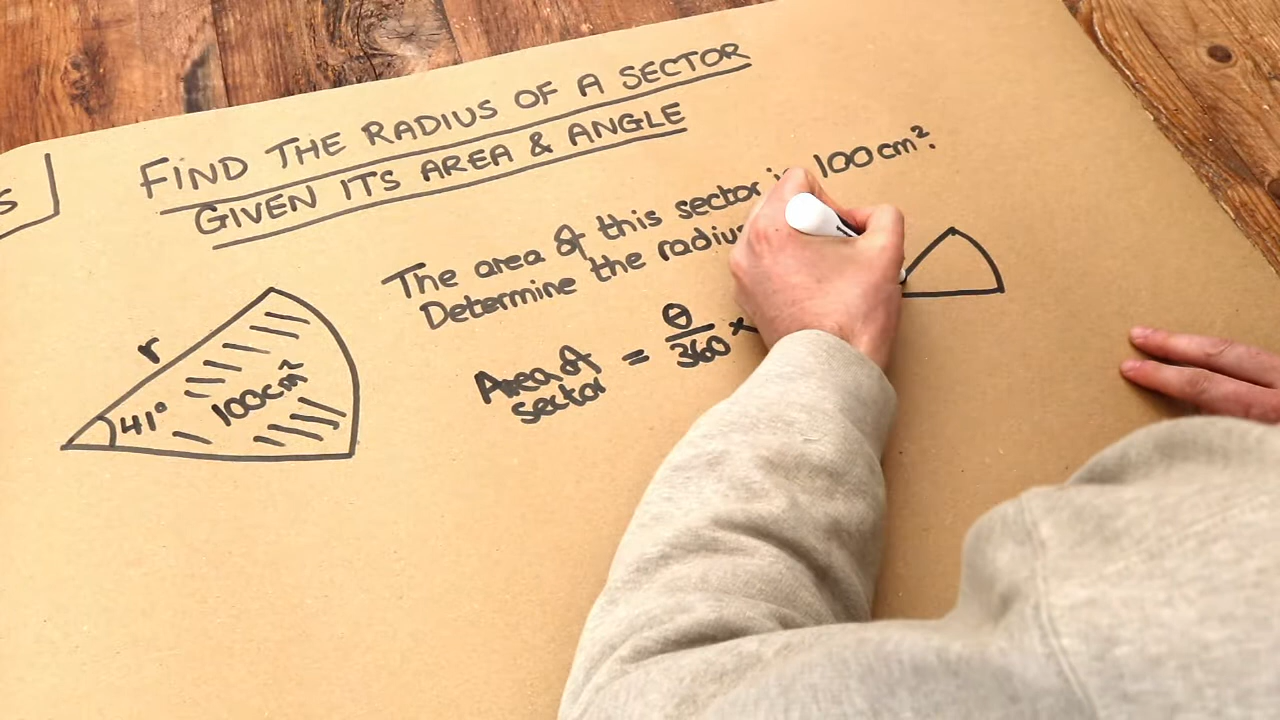 S
FIND THE RADIUS OF A SECTOR
GIVEN ITS AREA & ANGLE
The area of this sector is 100cm².
Determine the radius
Area of sector = θ/360 ×
r
41°
100cm²